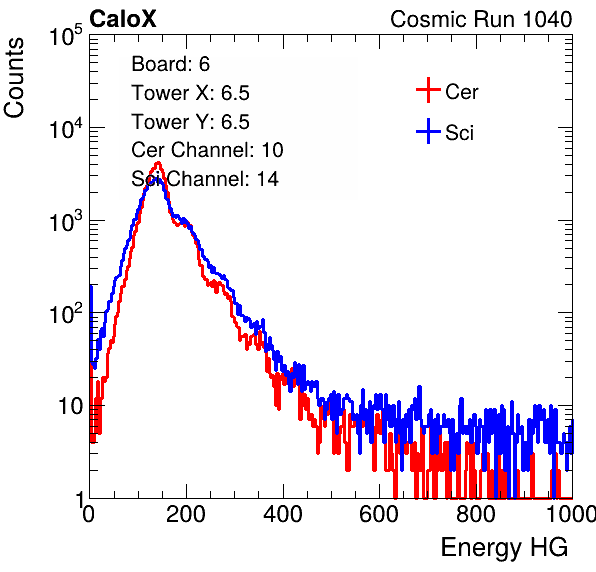 CaloX Cosmic Run 1040
Counts
10^5
10^4
10^3
10^2
10
1
Board: 6
Tower X: 6.5
Tower Y: 6.5
Cer Channel: 10
Sci Channel: 14
Cer
Sci
0 200 400 600 800 1000
Energy HG